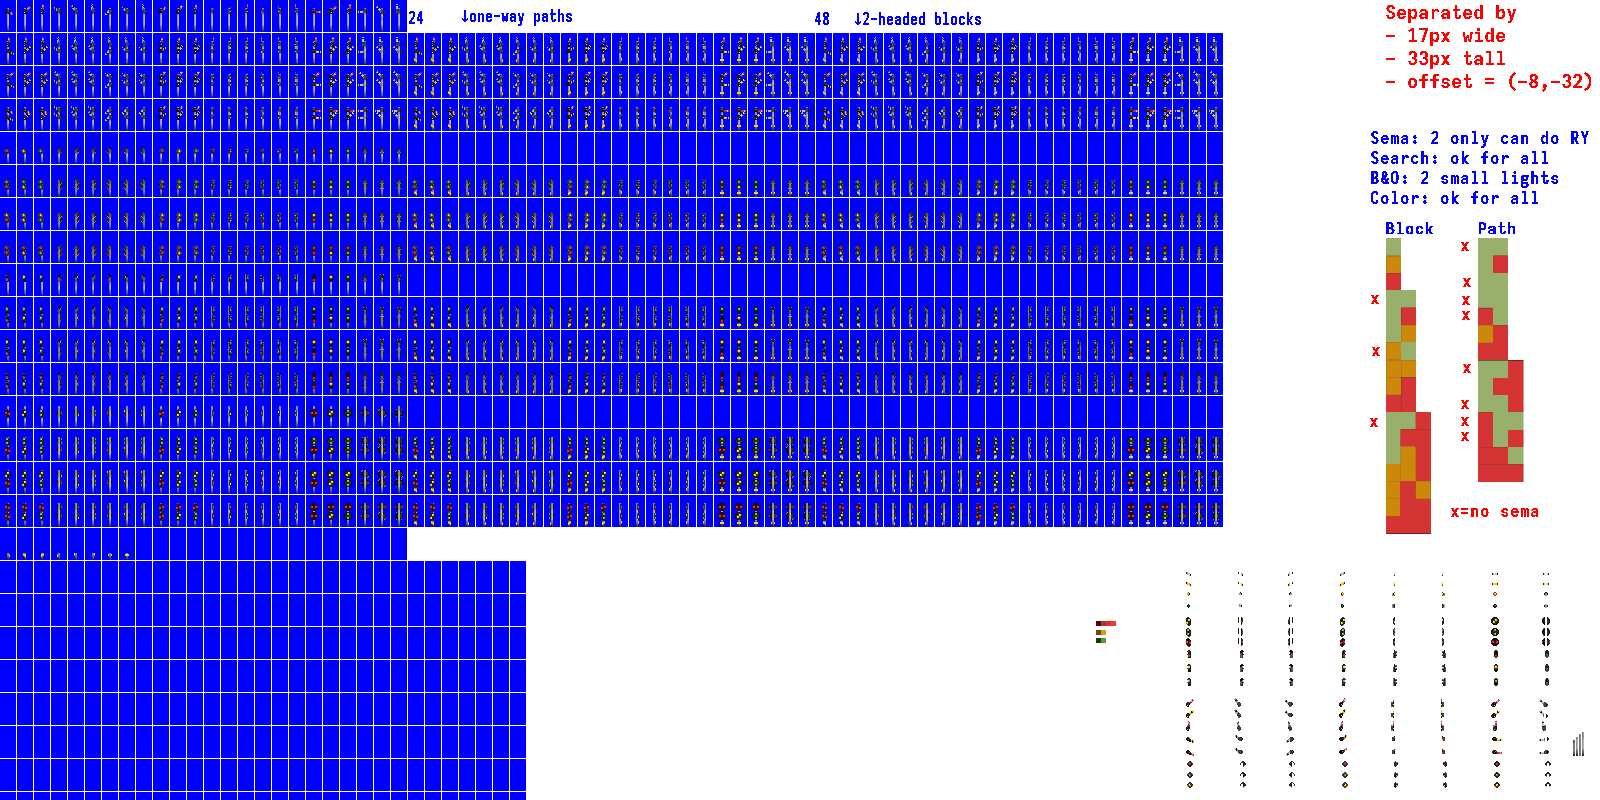 24 ↓one-way paths
48 ↓2-headed blocks
Separated by
- 17px wide
- 33px tall
- offset = (-8,-32)
Sema: 2 only can do RY
Search: ok for all
B&O: 2 small lights
Color: ok for all
Block
Path
x
x
x
x
x
x
x
x
x
x
x
x=no sema